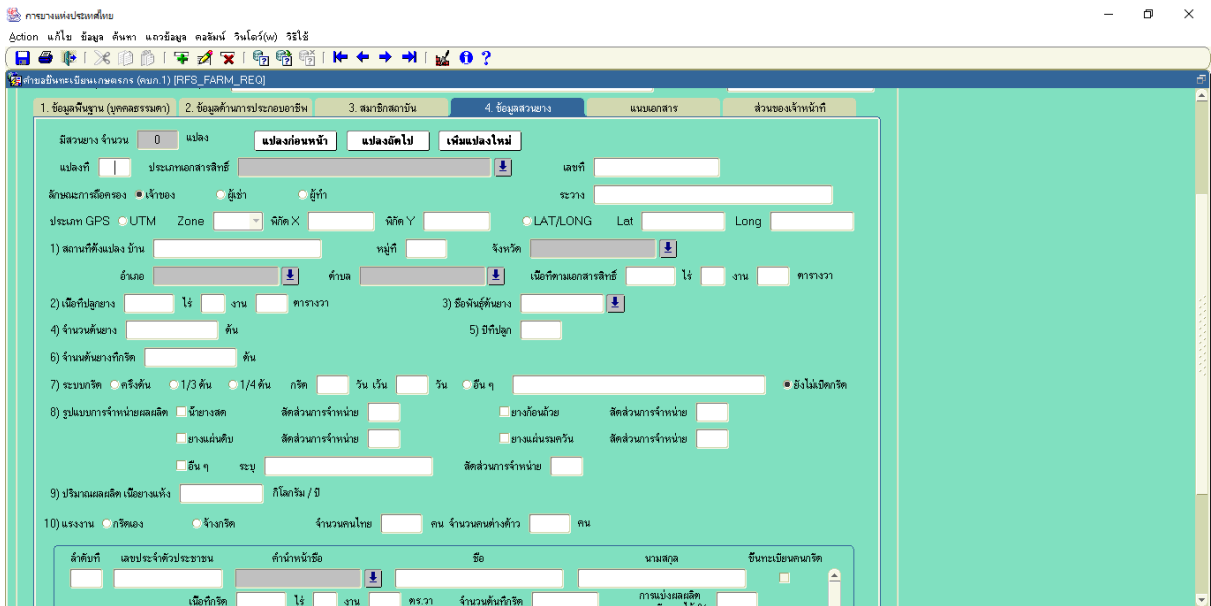 การยางแห่งประเทศไทย
Action แก้ไข ข้อมูล ค้นหา แถวข้อมูล คอลัมน์ วินโดว์(w) วิธีใช้
คำขอขึ้นทะเบียนเกษตรกร (คบก.1) [RFS_FARM_REQ]
1. ข้อมูลพื้นฐาน (บุคคลธรรมดา) 2. ข้อมูลด้านการประกอบอาชีพ 3. สมาชิกสถาบัน 4. ข้อมูลสวนยาง แนบเอกสาร ส่วนของเจ้าหน้าที่
มีสวนยาง จำนวน 0 แปลง แปลงก่อนหน้า แปลงถัดไป เพิ่มแปลงใหม่
แปลงที่ ประเภทเอกสารสิทธิ์ เลขที่
ลักษณะการถือครอง เจ้าของ ผู้เช่า ผู้ทำ ระวาง
ประเภท GPS UTM Zone พิกัด X พิกัด Y LAT/LONG Lat Long
1) สถานที่ตั้งแปลง บ้าน หมู่ที่ จังหวัด
อำเภอ ตำบล เนื้อที่ตามเอกสารสิทธิ์ ไร่ งาน ตารางวา
2) เนื้อที่ปลูกยาง ไร่ งาน ตารางวา 3) ชื่อพันธุ์ต้นยาง
4) จำนวนต้นยาง ต้น 5) ปีที่ปลูก
6) จำนนต้นยางที่กรีด ต้น
7) ระบบกรีด ครึ่งต้น 1/3 ต้น 1/4 ต้น กรีด วัน เว้น วัน อื่น ๆ ยังไม่เปิดกรีด
8) รูปแบบการจำหน่ายผลผลิต น้ำยางสด สัดส่วนการจำหน่าย ยางก้อนถ้วย สัดส่วนการจำหน่าย
ยางแผ่นดิบ สัดส่วนการจำหน่าย ยางแผ่นรมควัน สัดส่วนการจำหน่าย
อื่น ๆ ระบุ สัดส่วนการจำหน่าย
9) ปริมาณผลผลิต เนื้อยางแห้ง กิโลกรัม / ปี
10) แรงงาน กรีดเอง จ้างกรีด จำนวนคนไทย คน จำนวนคนต่างด้าว คน
ลำดับที่ เลขประจำตัวประชาชน คำนำหน้าชื่อ ชื่อ นามสกุล ขึ้นทะเบียนคนกรีด
เนื้อที่กรีด ไร่ งาน ตร.วา จำนวนต้นที่กรีด การแบ่งผลผลิต